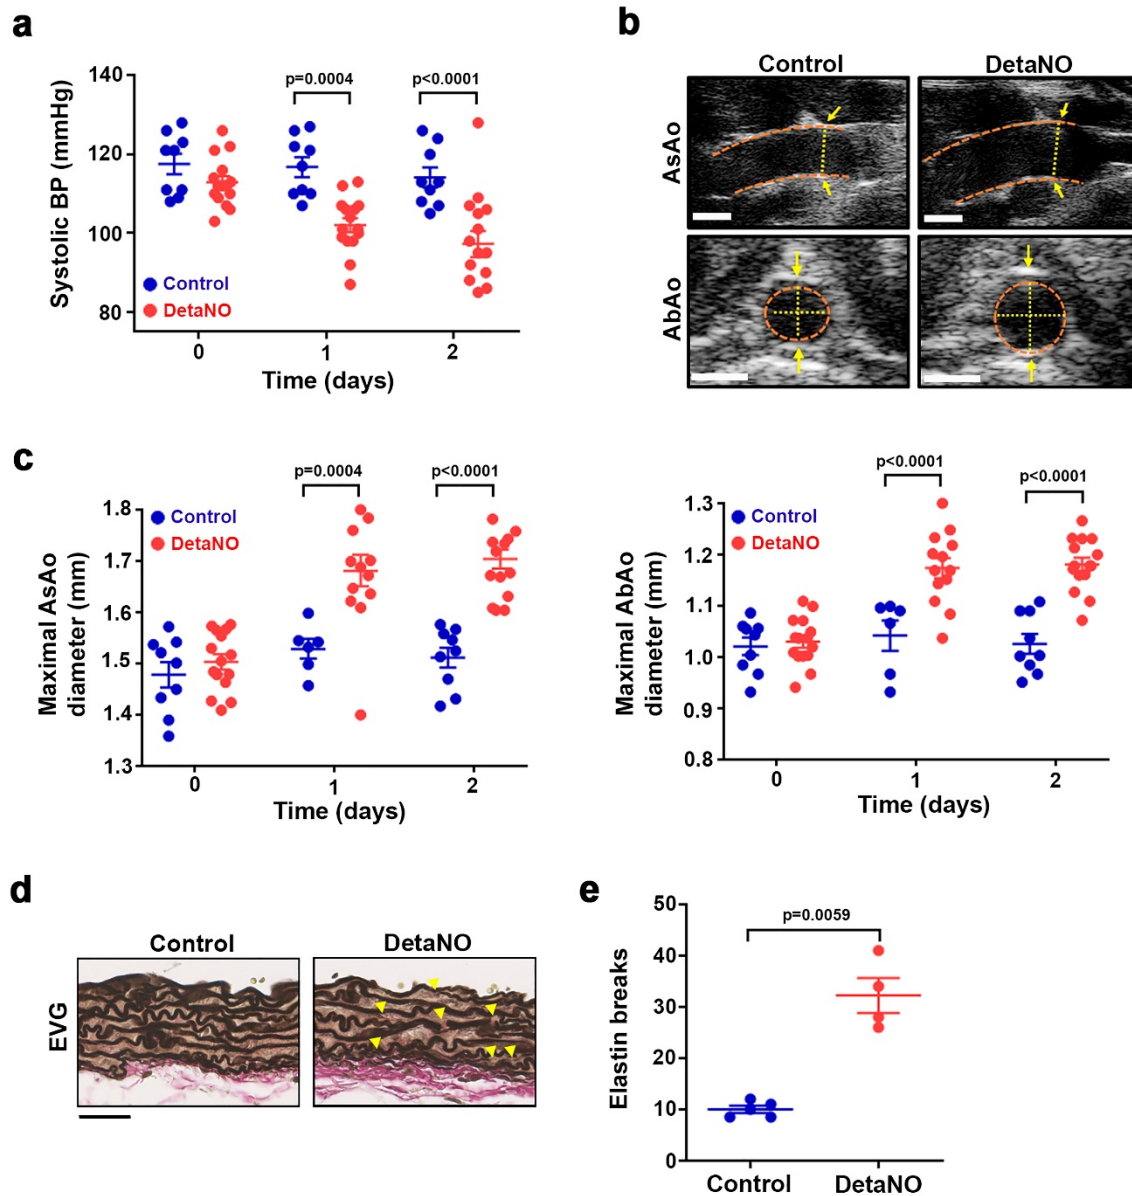 a
Systolic BP (mmHg)
140
120
100
80
p=0.0004
p<0.0001
Control
DetaNO
0
1
2
Time (days)
b
Control
DetaNO
AsAo
AbAo
c
Maximal AsAo
diameter (mm)
1.8
1.7
1.6
1.5
1.4
1.3
p=0.0004
p<0.0001
Control
DetaNO
0
1
2
Time (days)
Maximal AbAo
diameter (mm)
1.3
1.2
1.1
1.0
0.9
0.8
p<0.0001
p<0.0001
Control
DetaNO
0
1
2
Time (days)
d
Control
DetaNO
EVG
e
Elastin breaks
50
40
30
20
10
0
p=0.0059
Control
DetaNO